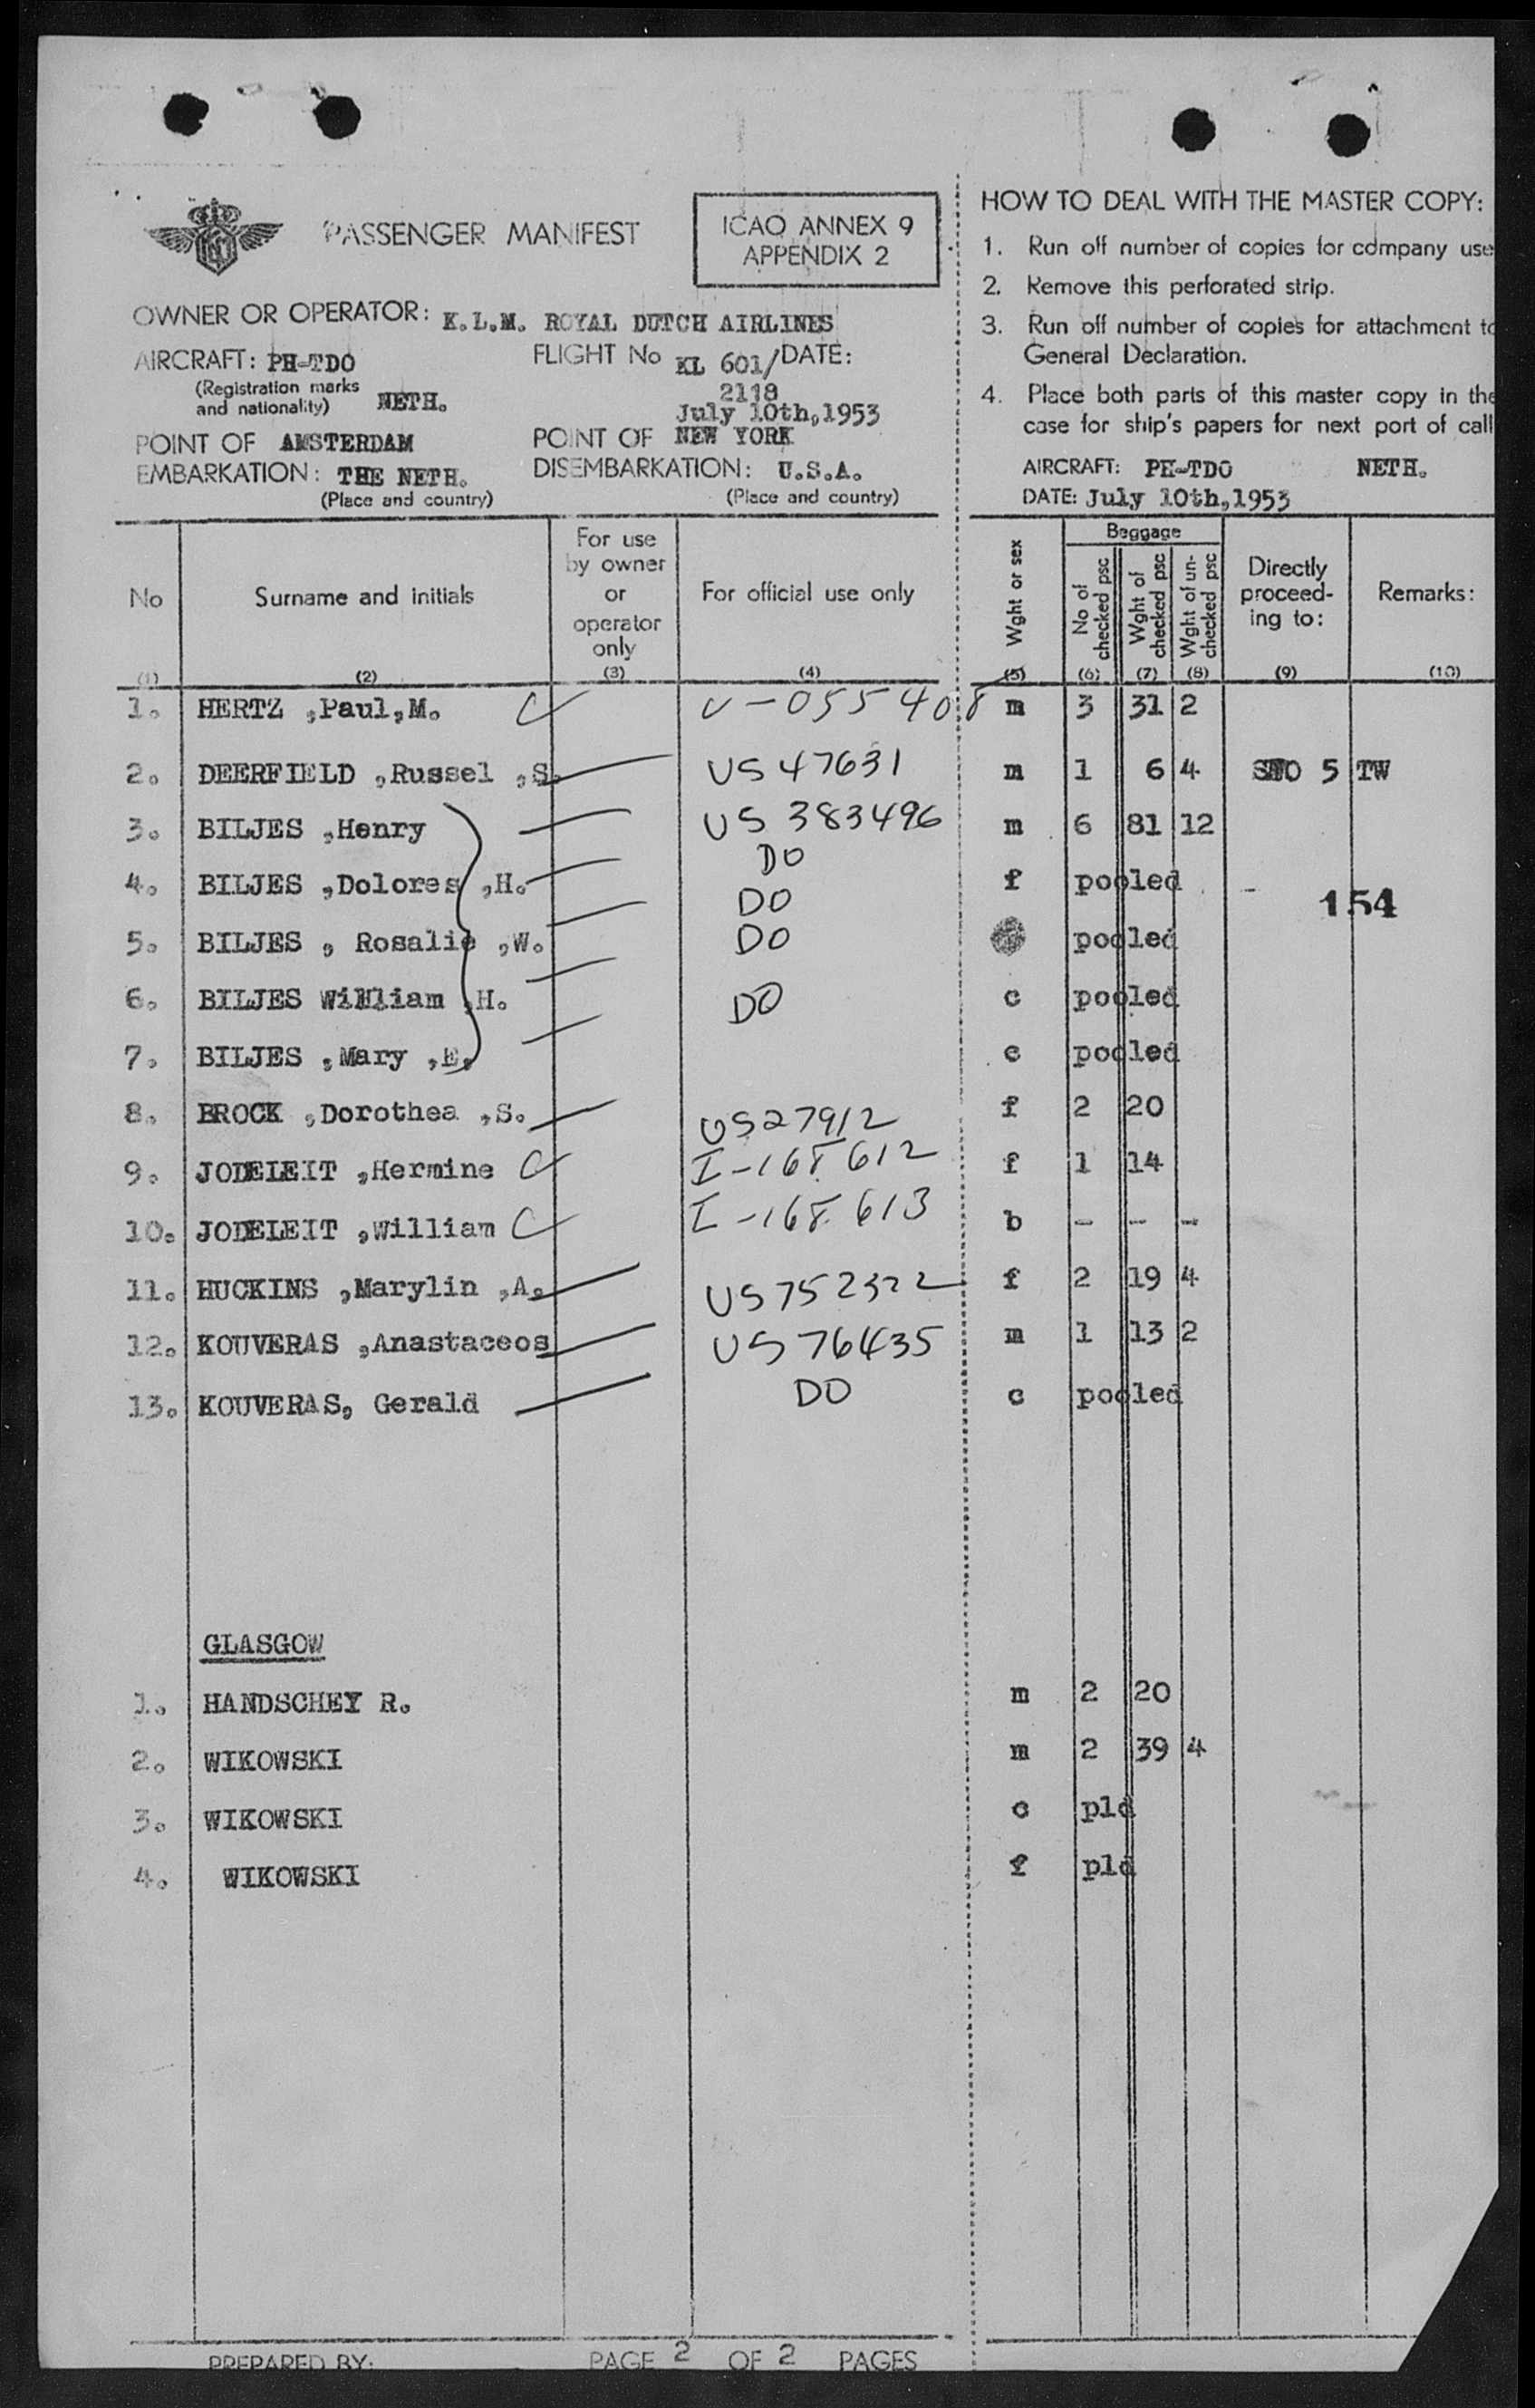 PASSENGER MANIFEST
ICAO ANNEX 9
APPENDIX 2
OWNER OR OPERATOR: K.L.M. ROYAL DUTCH AIRLINES
AIRCRAFT: PH-TDO
(Registration marks and nationality) NETH.
FLIGHT No KL 601/2118 DATE: July 10th,1953
POINT OF EMBARKATION: AMSTERDAM THE NETH.
(Place and country)
POINT OF DISEMBARKATION: NEW YORK U.S.A.
(Place and country)
HOW TO DEAL WITH THE MASTER COPY:
1. Run off number of copies for company use
2. Remove this perforated strip.
3. Run off number of copies for attachment to
General Declaration.
4. Place both parts of this master copy in the
case for ship's papers for next port of call
AIRCRAFT: PH-TDO NETH.
DATE: July 10th,1953
No Surname and initials For use by owner or operator only For official use only Wght or sex Baggage No of checked psc Wght of checked psc Wght of un-checked psc Directly proceed-ing to: Remarks:
(1) (2) (3) (4) (5) (6) (7) (8) (9) (10)
1. HERTZ ,Paul,M. C V-055408 m 3 31 2
2. DEERFIELD ,Russel ,S. US 47631 m 1 6 4 5 TW
3. BILJES ,Henry US 383496 m 6 81 12
4. BILJES ,Dolores ,H. DO f pooled
154
5. BILJES , Rosalie ,W. DO pooled
DO
6. BILJES William ,H. DO c pooled
7. BILJES ,Mary ,E. c pooled
8. BROCK ,Dorothea ,S. US27912 f 2 20
9. JODELEIT ,Hermine C I-168612 f 1 14
10. JODELEIT ,William C I-168613 b - - -
11. HUCKINS ,Marylin ,A. US752322 f 2 19 4
12. KOUVERAS ,Anastaceos US 76435 m 1 13 2
13. KOUVERAS, Gerald DO c pooled
GLASGOW
1. HANDSCHEY R. m 2 20
2. WIKOWSKI m 2 39 4
3. WIKOWSKI c pld
4. WIKOWSKI f pld
PREPARED BY: PAGE 2 OF 2 PAGES